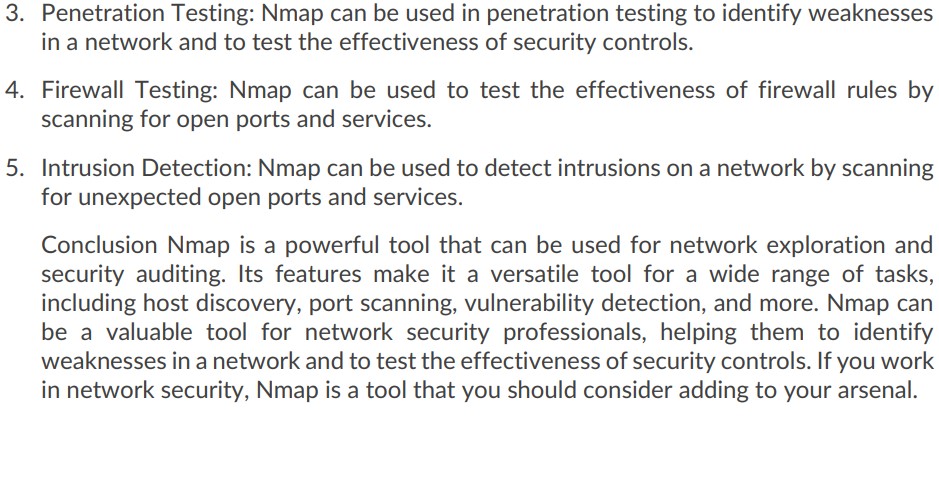 3. Penetration Testing: Nmap can be used in penetration testing to identify weaknesses
in a network and to test the effectiveness of security controls.
4. Firewall Testing: Nmap can be used to test the effectiveness of firewall rules by
scanning for open ports and services.
5. Intrusion Detection: Nmap can be used to detect intrusions on a network by scanning
for unexpected open ports and services.
Conclusion Nmap is a powerful tool that can be used for network exploration and
security auditing. Its features make it a versatile tool for a wide range of tasks,
including host discovery, port scanning, vulnerability detection, and more. Nmap can
be a valuable tool for network security professionals, helping them to identify
weaknesses in a network and to test the effectiveness of security controls. If you work
in network security, Nmap is a tool that you should consider adding to your arsenal.